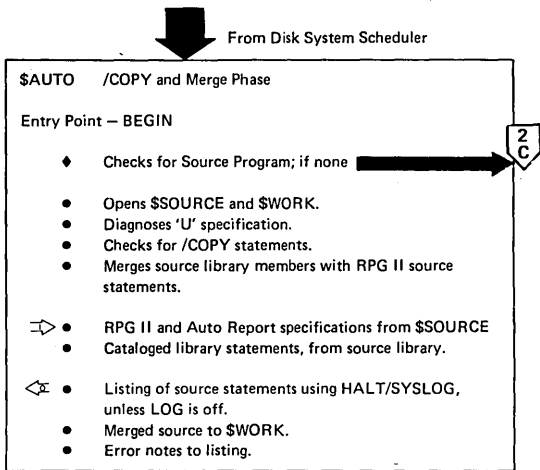 From Disk System Scheduler
$AUTO /COPY and Merge Phase
Entry Point — BEGIN
♦ Checks for Source Program; if none
2
C
• Opens $SOURCE and $WORK.
• Diagnoses 'U' specification.
• Checks for /COPY statements.
• Merges source library members with RPG II source
statements.
• RPG II and Auto Report specifications from $SOURCE
• Cataloged library statements, from source library.
• Listing of source statements using HALT/SYSLOG,
unless LOG is off.
• Merged source to $WORK.
• Error notes to listing.